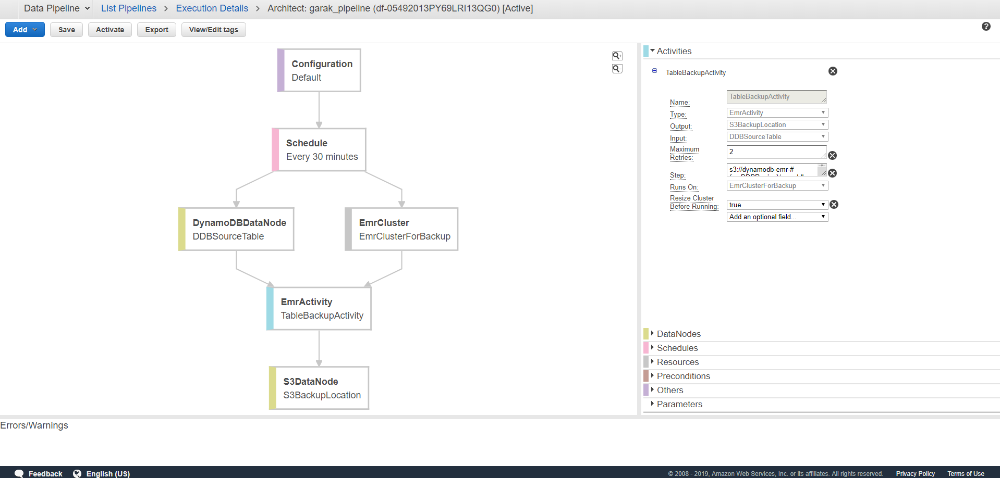 Data Pipeline List Pipelines Execution Details Architect: garak_pipeline (df-05492013PY69LRI13QG0) [Active]
Add Save Activate Export View/Edit tags
Configuration
Default
Schedule
Every 30 minutes
DynamoDBDataNode
DDBSourceTable
EmrCluster
EmrClusterForBackup
EmrActivity
TableBackupActivity
S3DataNode
S3BackupLocation
Activities
TableBackupActivity
Name: TableBackupActivity
Type: EmrActivity
Output: S3BackupLocation
Input: DDBSourceTable
Maximum
Retries: 2
Step: s3://dynamodb-emr-#
Runs On: EmrClusterForBackup
Resize Cluster
Before Running: true
Add an optional field...
DataNodes
Schedules
Resources
Preconditions
Others
Parameters
Errors/Warnings
Feedback English (US) © 2008 - 2019, Amazon Web Services, Inc. or its affiliates. All rights reserved. Privacy Policy Terms of Use